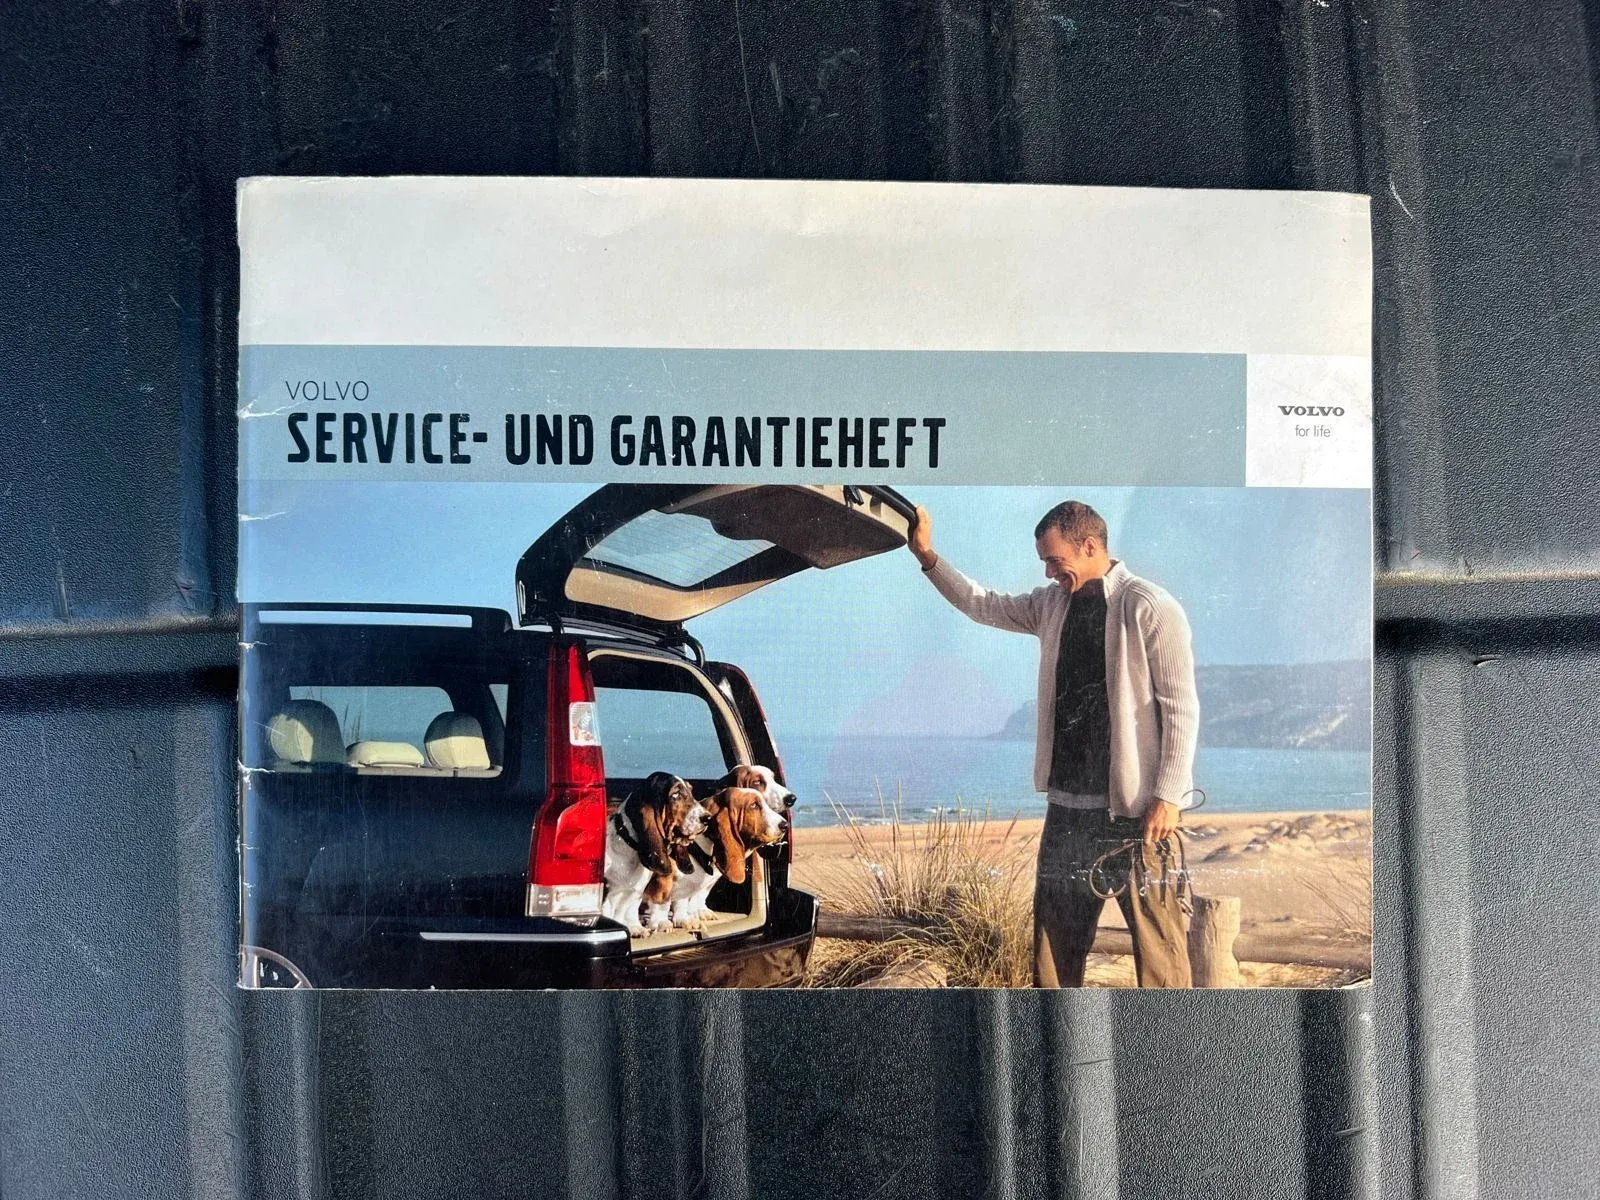 VOLVO
SERVICE- UND GARANTIEHEFT
VOLVO
for life